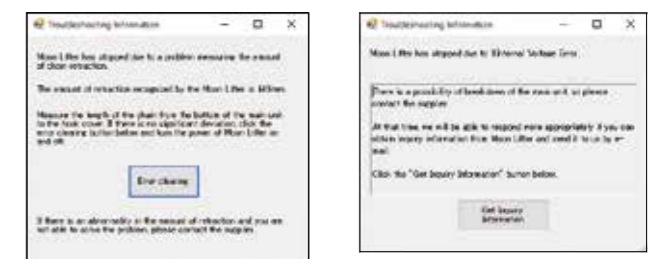 Troubleshooting Information
Moon Lifter has stopped due to a problem measuring the amount
of chain retraction.
The amount of retraction recognized by the Moon Lifter is
Measure the length of the chain from the bottom of the main unit
to the hook cover. If there is no significant deviation, click the
error clearing button below and turn the power of Moon Lifter on
and off.
Error clearing
If there is an abnormality in the amount of retraction and you are
not able to solve the problem, please contact the supplier.
Troubleshooting Information
Moon Lifter has stopped due to Internal Voltage Error.
There is a possibility of breakdown of the main unit, so please
contact the supplier.
At that time, we will be able to respond more appropriately if you can
obtain inquiry information from Moon Lifter and send it to us by e-
mail.
Click the "Get Inquiry Information" button below.
Get Inquiry
Information